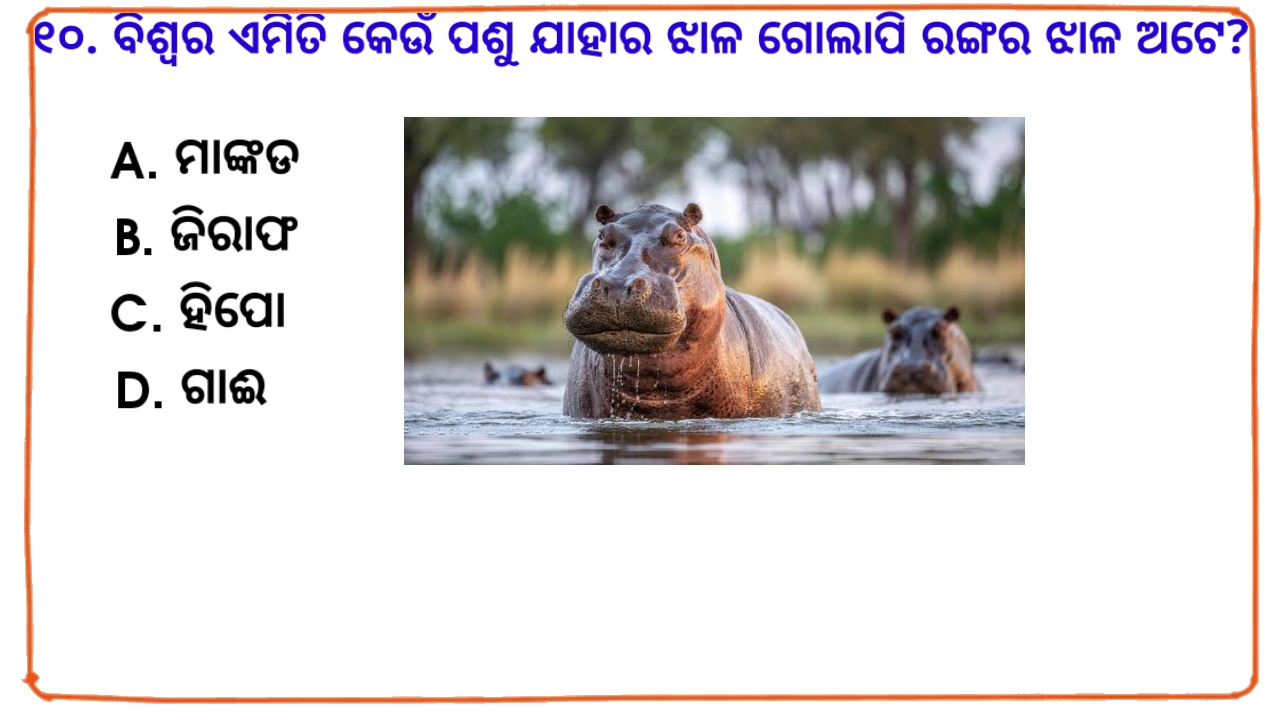 ୧୦. ବିଶ୍ୱର ଏମିତି କେଉଁ ପଶୁ ଯାହାର ଝାଳ ଗୋଲାପି ରଙ୍ଗର ଝାଳ ଅଟେ?
A. ମାଙ୍କଡ
B. ଜିରାଫ
C. ହିପୋ
D. ଗାଈ